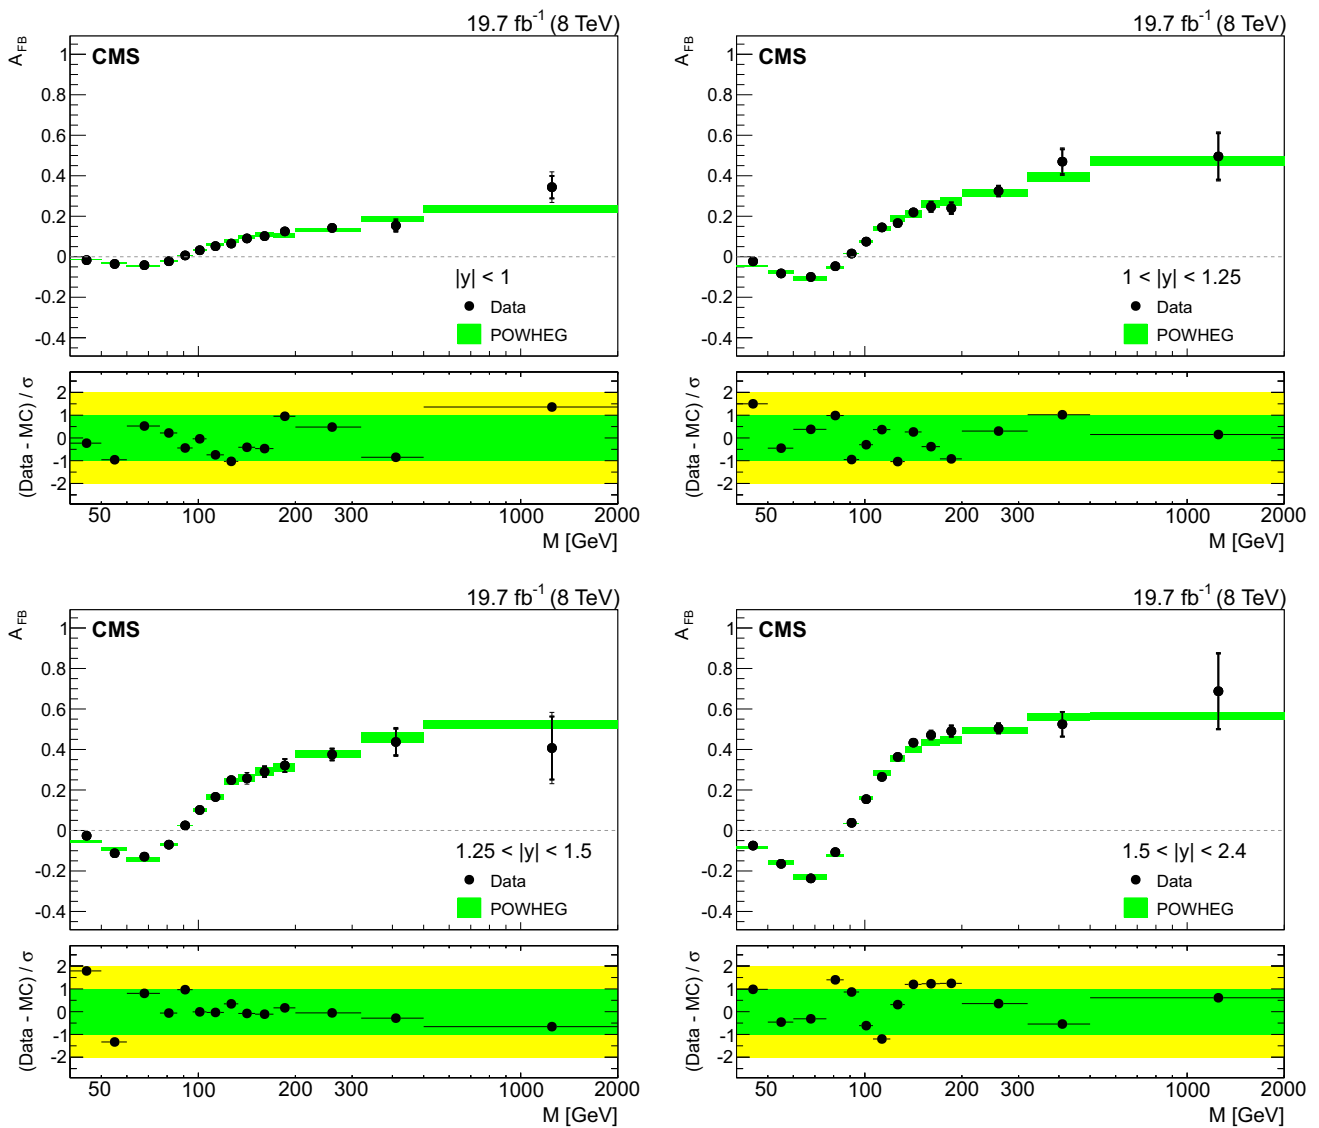 19.7 fb⁻¹ (8 TeV)
A_FB
CMS
1
0.8
0.6
0.4
0.2
0
-0.2
-0.4
|y| < 1
Data
POWHEG
(Data - MC) / σ
2
1
0
-1
-2
50 100 200 300 1000 2000
M [GeV]
19.7 fb⁻¹ (8 TeV)
A_FB
CMS
1
0.8
0.6
0.4
0.2
0
-0.2
-0.4
1 < |y| < 1.25
Data
POWHEG
(Data - MC) / σ
2
1
0
-1
-2
50 100 200 300 1000 2000
M [GeV]
19.7 fb⁻¹ (8 TeV)
A_FB
CMS
1
0.8
0.6
0.4
0.2
0
-0.2
-0.4
1.25 < |y| < 1.5
Data
POWHEG
(Data - MC) / σ
2
1
0
-1
-2
50 100 200 300 1000 2000
M [GeV]
19.7 fb⁻¹ (8 TeV)
A_FB
CMS
1
0.8
0.6
0.4
0.2
0
-0.2
-0.4
1.5 < |y| < 2.4
Data
POWHEG
(Data - MC) / σ
2
1
0
-1
-2
50 100 200 300 1000 2000
M [GeV]